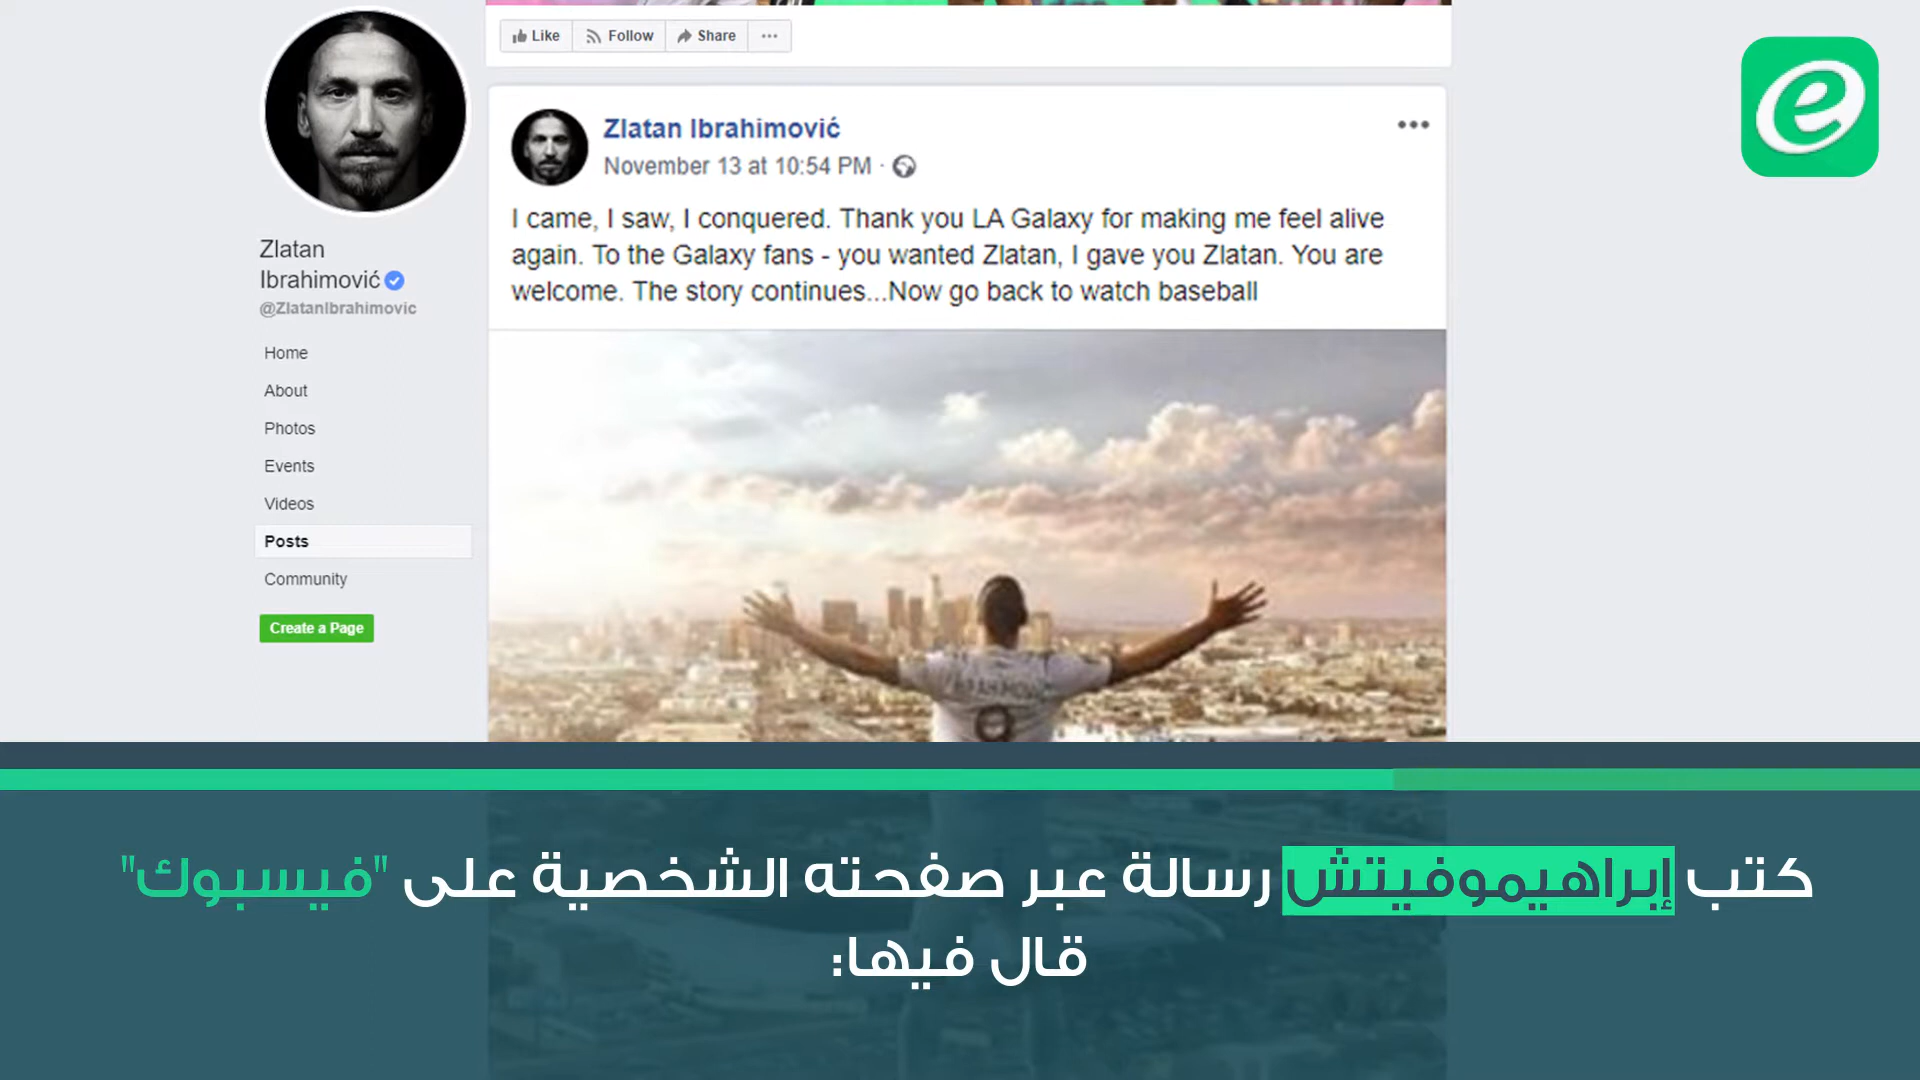 Like Follow Share
Zlatan Ibrahimović
November 13 at 10:54 PM ·
I came, I saw, I conquered. Thank you LA Galaxy for making me feel alive
again. To the Galaxy fans - you wanted Zlatan, I gave you Zlatan. You are
welcome. The story continues...Now go back to watch baseball
Zlatan
Ibrahimović
@ZlatanIbrahimovic
Home
About
Photos
Events
Videos
Posts
Community
Create a Page
e
9
كتب إبراهيموفيتش رسالة عبر صفحته الشخصية على "فيسبوك"
قال فيها: